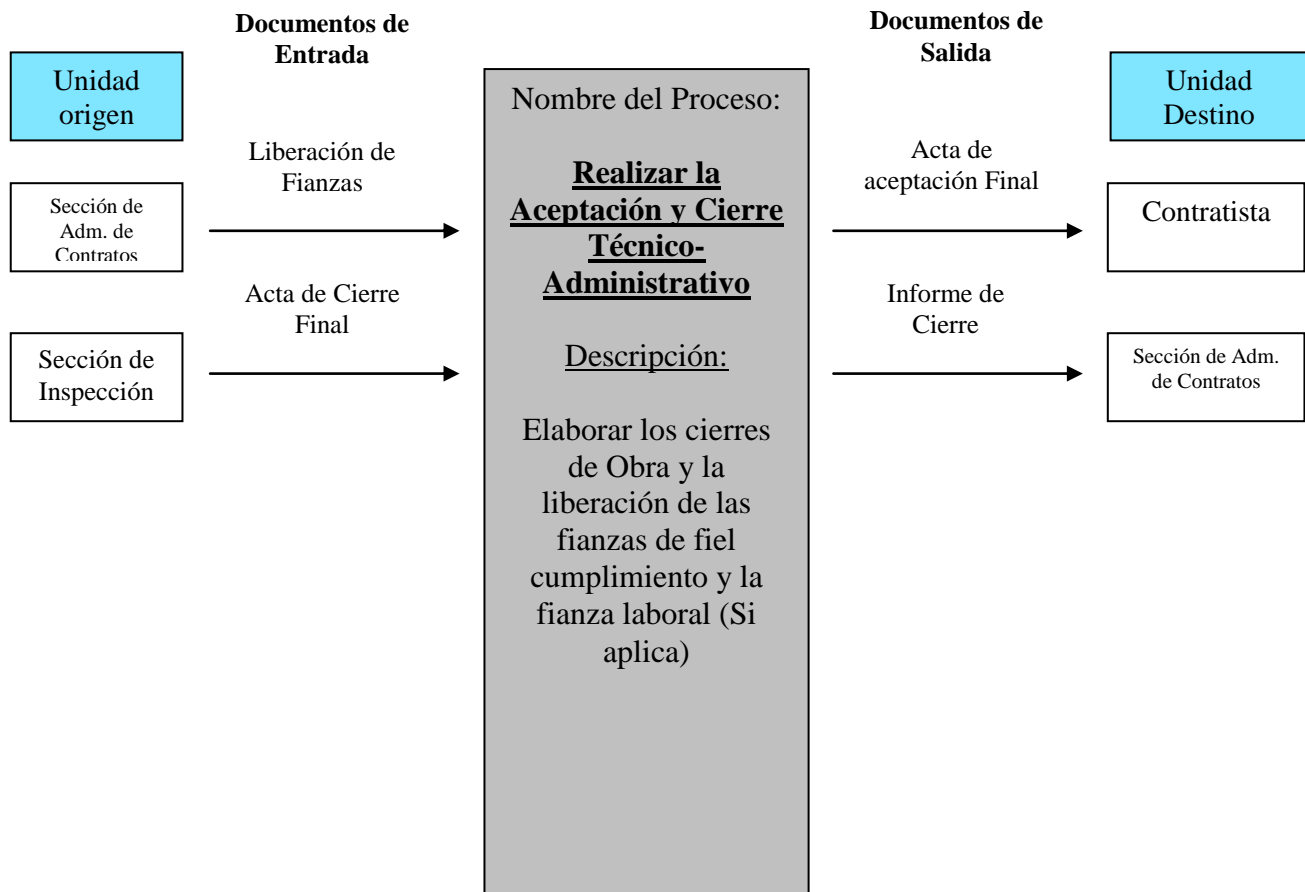 Documentos de
Entrada
Documentos de
Salida
Unidad
origen
Unidad
Destino
Liberación de
Fianzas
Sección de
Adm. de
Contratos
Acta de Cierre
Final
Sección de
Inspección
Nombre del Proceso:
Realizar la
Aceptación y Cierre
Técnico-
Administrativo
Descripción:
Elaborar los cierres
de Obra y la
liberación de las
fianzas de fiel
cumplimiento y la
fianza laboral (Si
aplica)
Acta de
aceptación Final
Contratista
Informe de
Cierre
Sección de Adm.
de Contratos